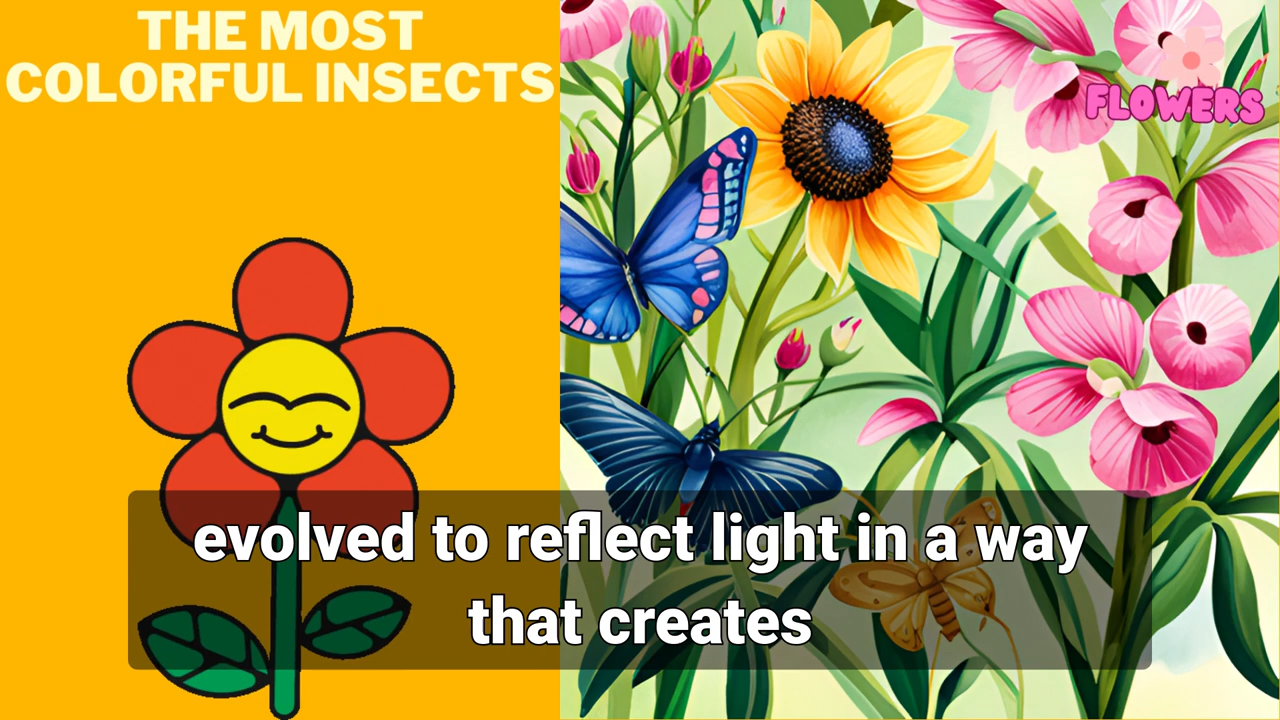 THE MOST
COLORFUL INSECTS
FLOWERS
evolved to reflect light in a way
that creates